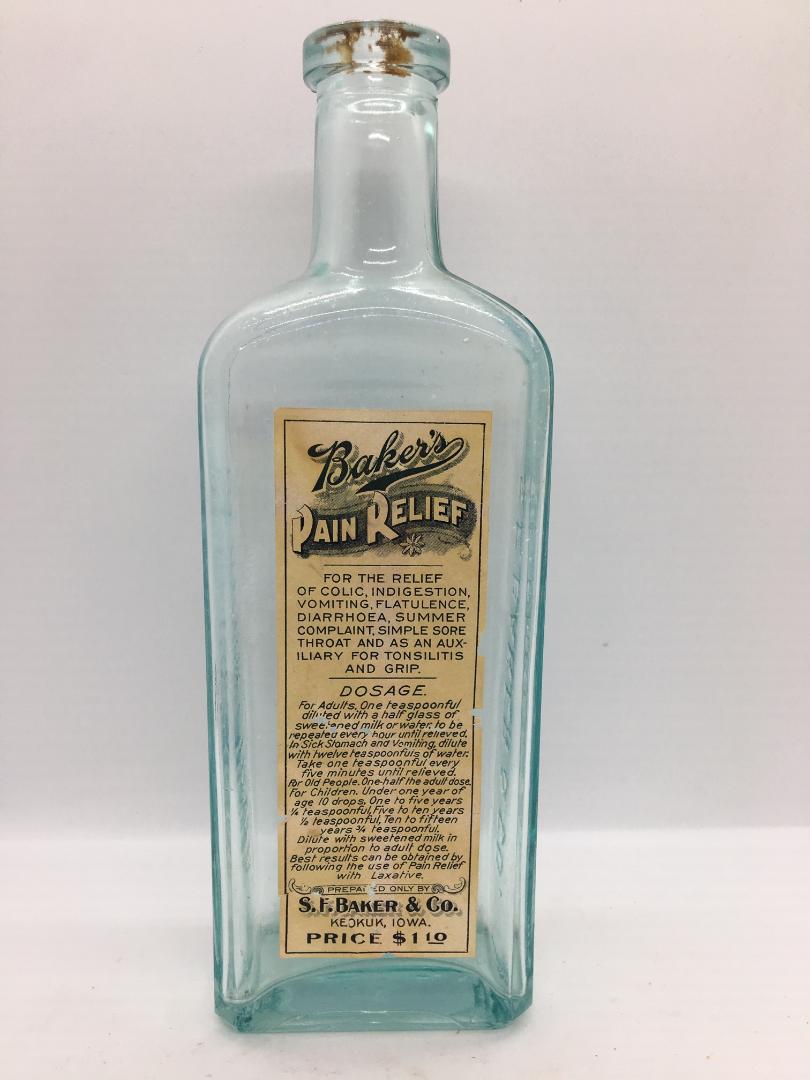 Baker's
PAIN RELIEF
FOR THE RELIEF
OF COLIC, INDIGESTION,
VOMITING, FLATULENCE,
DIARRHOEA, SUMMER
COMPLAINT, SIMPLE SORE
THROAT AND AS AN AUX-
ILIARY FOR TONSILITIS
AND GRIP.
DOSAGE.
For Adults. One teaspoonful
diluted with a half glass of
sweetened milk or water, to be
repeated every hour until relieved.
In Sick Stomach and Vomiting, dilute
with twelve teaspoonfuls of water.
Take one teaspoonful every
five minutes until relieved.
For Old People. One-half the adult dose.
For Children. Under one year of
age 10 drops, One to five years
¼ teaspoonful, Five to ten years
½ teaspoonful, Ten to fifteen
years ¾ teaspoonful.
Dilute with sweetened milk in
proportion to adult dose.
Best results can be obtained by
following the use of Pain Relief
with Laxative.
PREPARED ONLY BY
S.F. BAKER & CO.
KEOKUK, IOWA.
PRICE $1 10